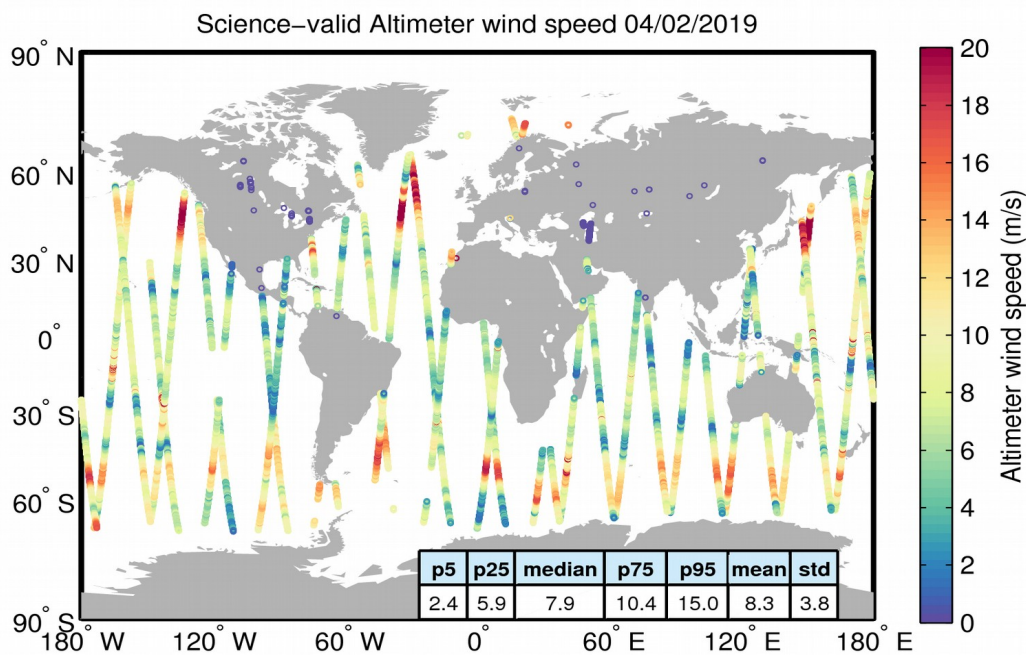 Science−valid Altimeter wind speed 04/02/2019
90° N
60° N
30° N
0°
30° S
60° S
90° S
180° W
120° W
60° W
0°
60° E
120° E
180° E
p5 p25 median p75 p95 mean std
2.4 5.9 7.9 10.4 15.0 8.3 3.8
20
18
16
14
12
10
8
6
4
2
0
Altimeter wind speed (m/s)